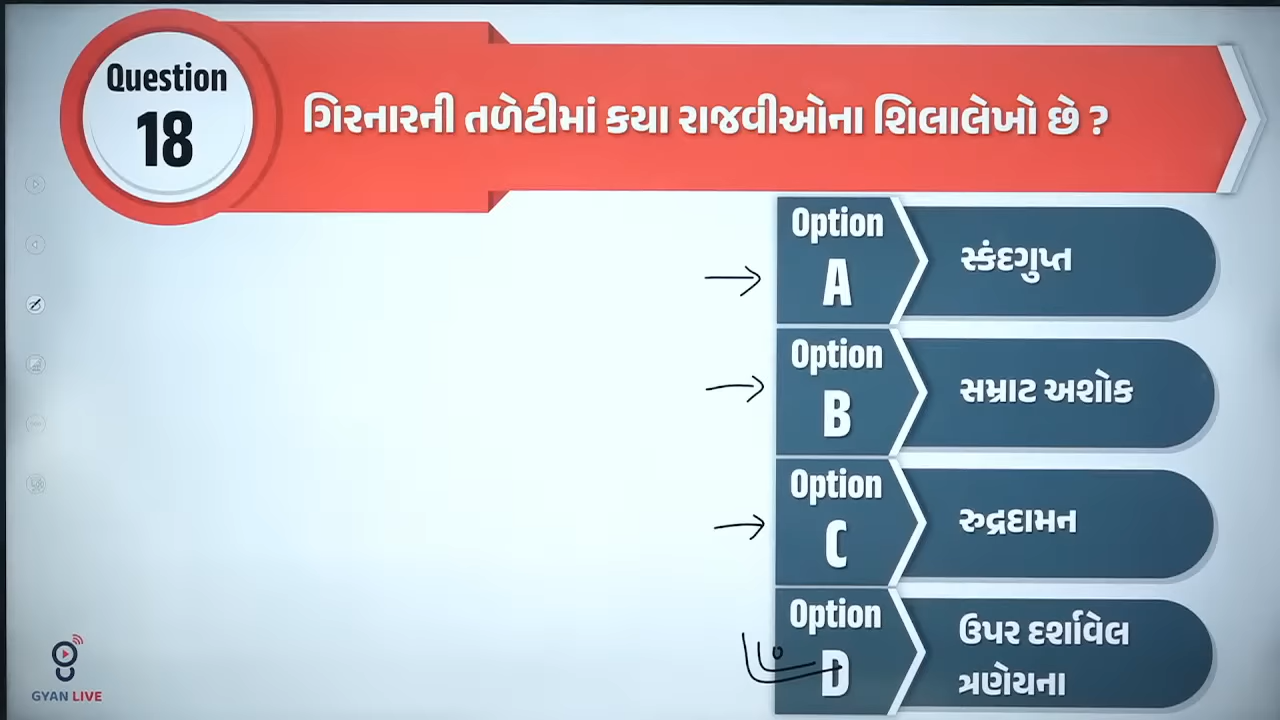 Question
18
ગિરનારની તળેટીમાં કયા રાજવીઓના શિલાલેખો છે ?
Option
A
સ્કંદગુપ્ત
Option
B
સમ્રાટ અશોક
Option
C
રુદ્રદામન
Option
D
ઉપર દર્શાવેલ
ત્રણેયના
GYAN LIVE